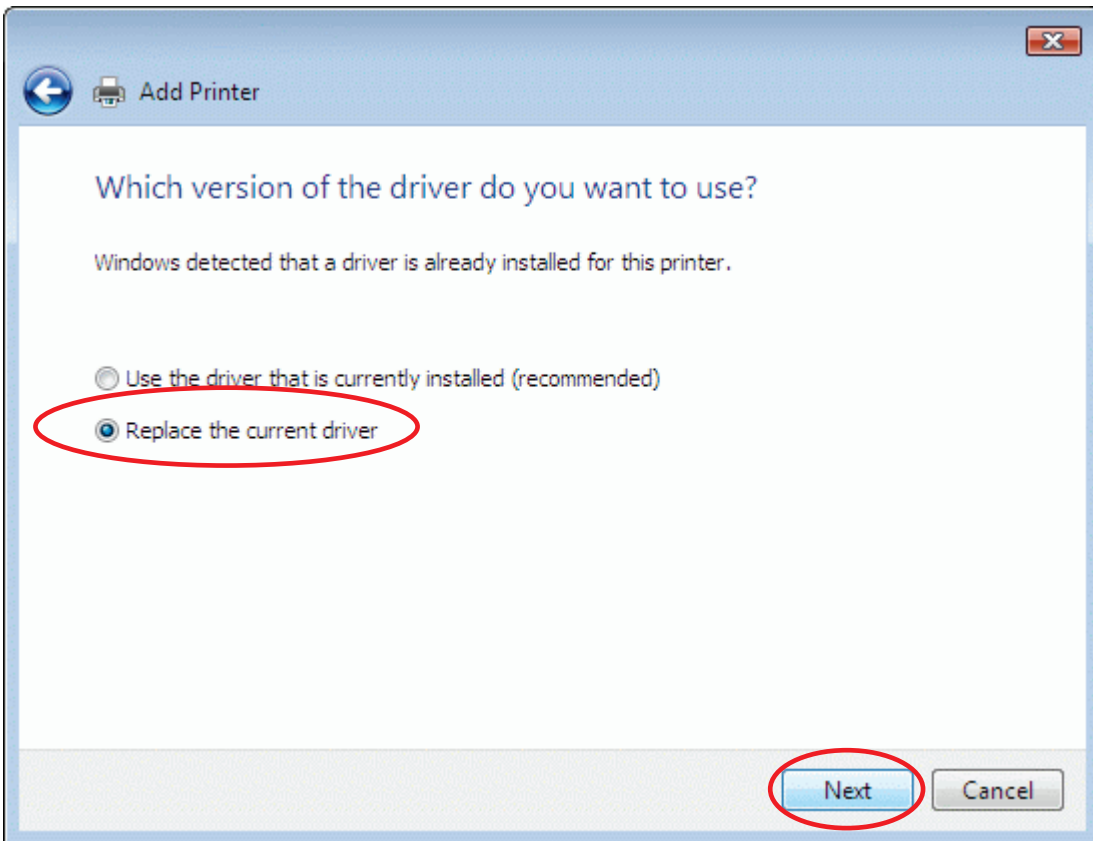 Add Printer
Which version of the driver do you want to use?
Windows detected that a driver is already installed for this printer.
Use the driver that is currently installed (recommended)
Replace the current driver
Next Cancel